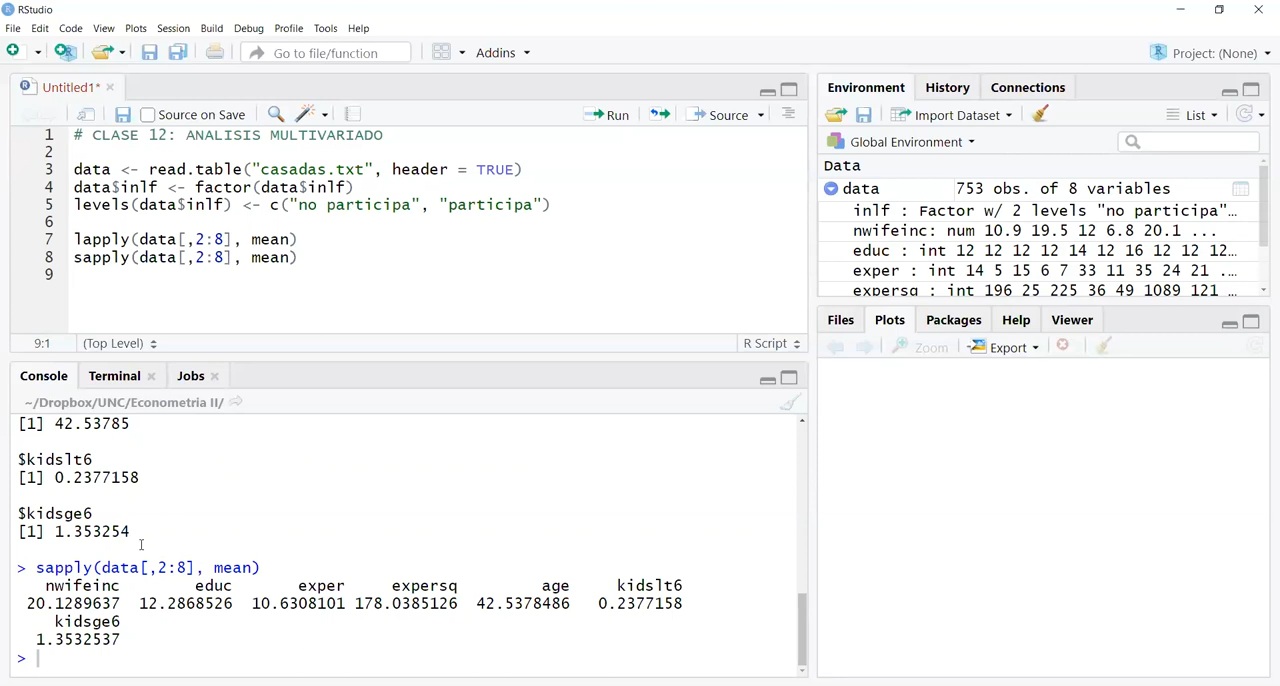 RStudio
File Edit Code View Plots Session Build Debug Profile Tools Help
Go to file/function Addins Project: (None)
Untitled1*
Source on Save Run Source
1 # CLASE 12: ANALISIS MULTIVARIADO
2
3 data <- read.table("casadas.txt", header = TRUE)
4 data$inlf <- factor(data$inlf)
5 levels(data$inlf) <- c("no participa", "participa")
6
7 lapply(data[,2:8], mean)
8 sapply(data[,2:8], mean)
9
9:1 (Top Level) R Script
Console Terminal Jobs
~/Dropbox/UNC/Econometria II/
[1] 42.53785
$kidslt6
[1] 0.2377158
$kidsge6
[1] 1.353254
> sapply(data[,2:8], mean)
nwifeinc educ exper expersq age kidslt6
20.1289637 12.2868526 10.6308101 178.0385126 42.5378486 0.2377158
kidsge6
1.3532537
>
Environment History Connections
Import Dataset List
Global Environment
Data
data 753 obs. of 8 variables
inlf : Factor w/ 2 levels "no participa"…
nwifeinc: num 10.9 19.5 12 6.8 20.1 ...
educ : int 12 12 12 12 14 12 16 12 12 12…
exper : int 14 5 15 6 7 33 11 35 24 21 .…
expersq : int 196 25 225 36 49 1089 121 …
Files Plots Packages Help Viewer
Zoom Export